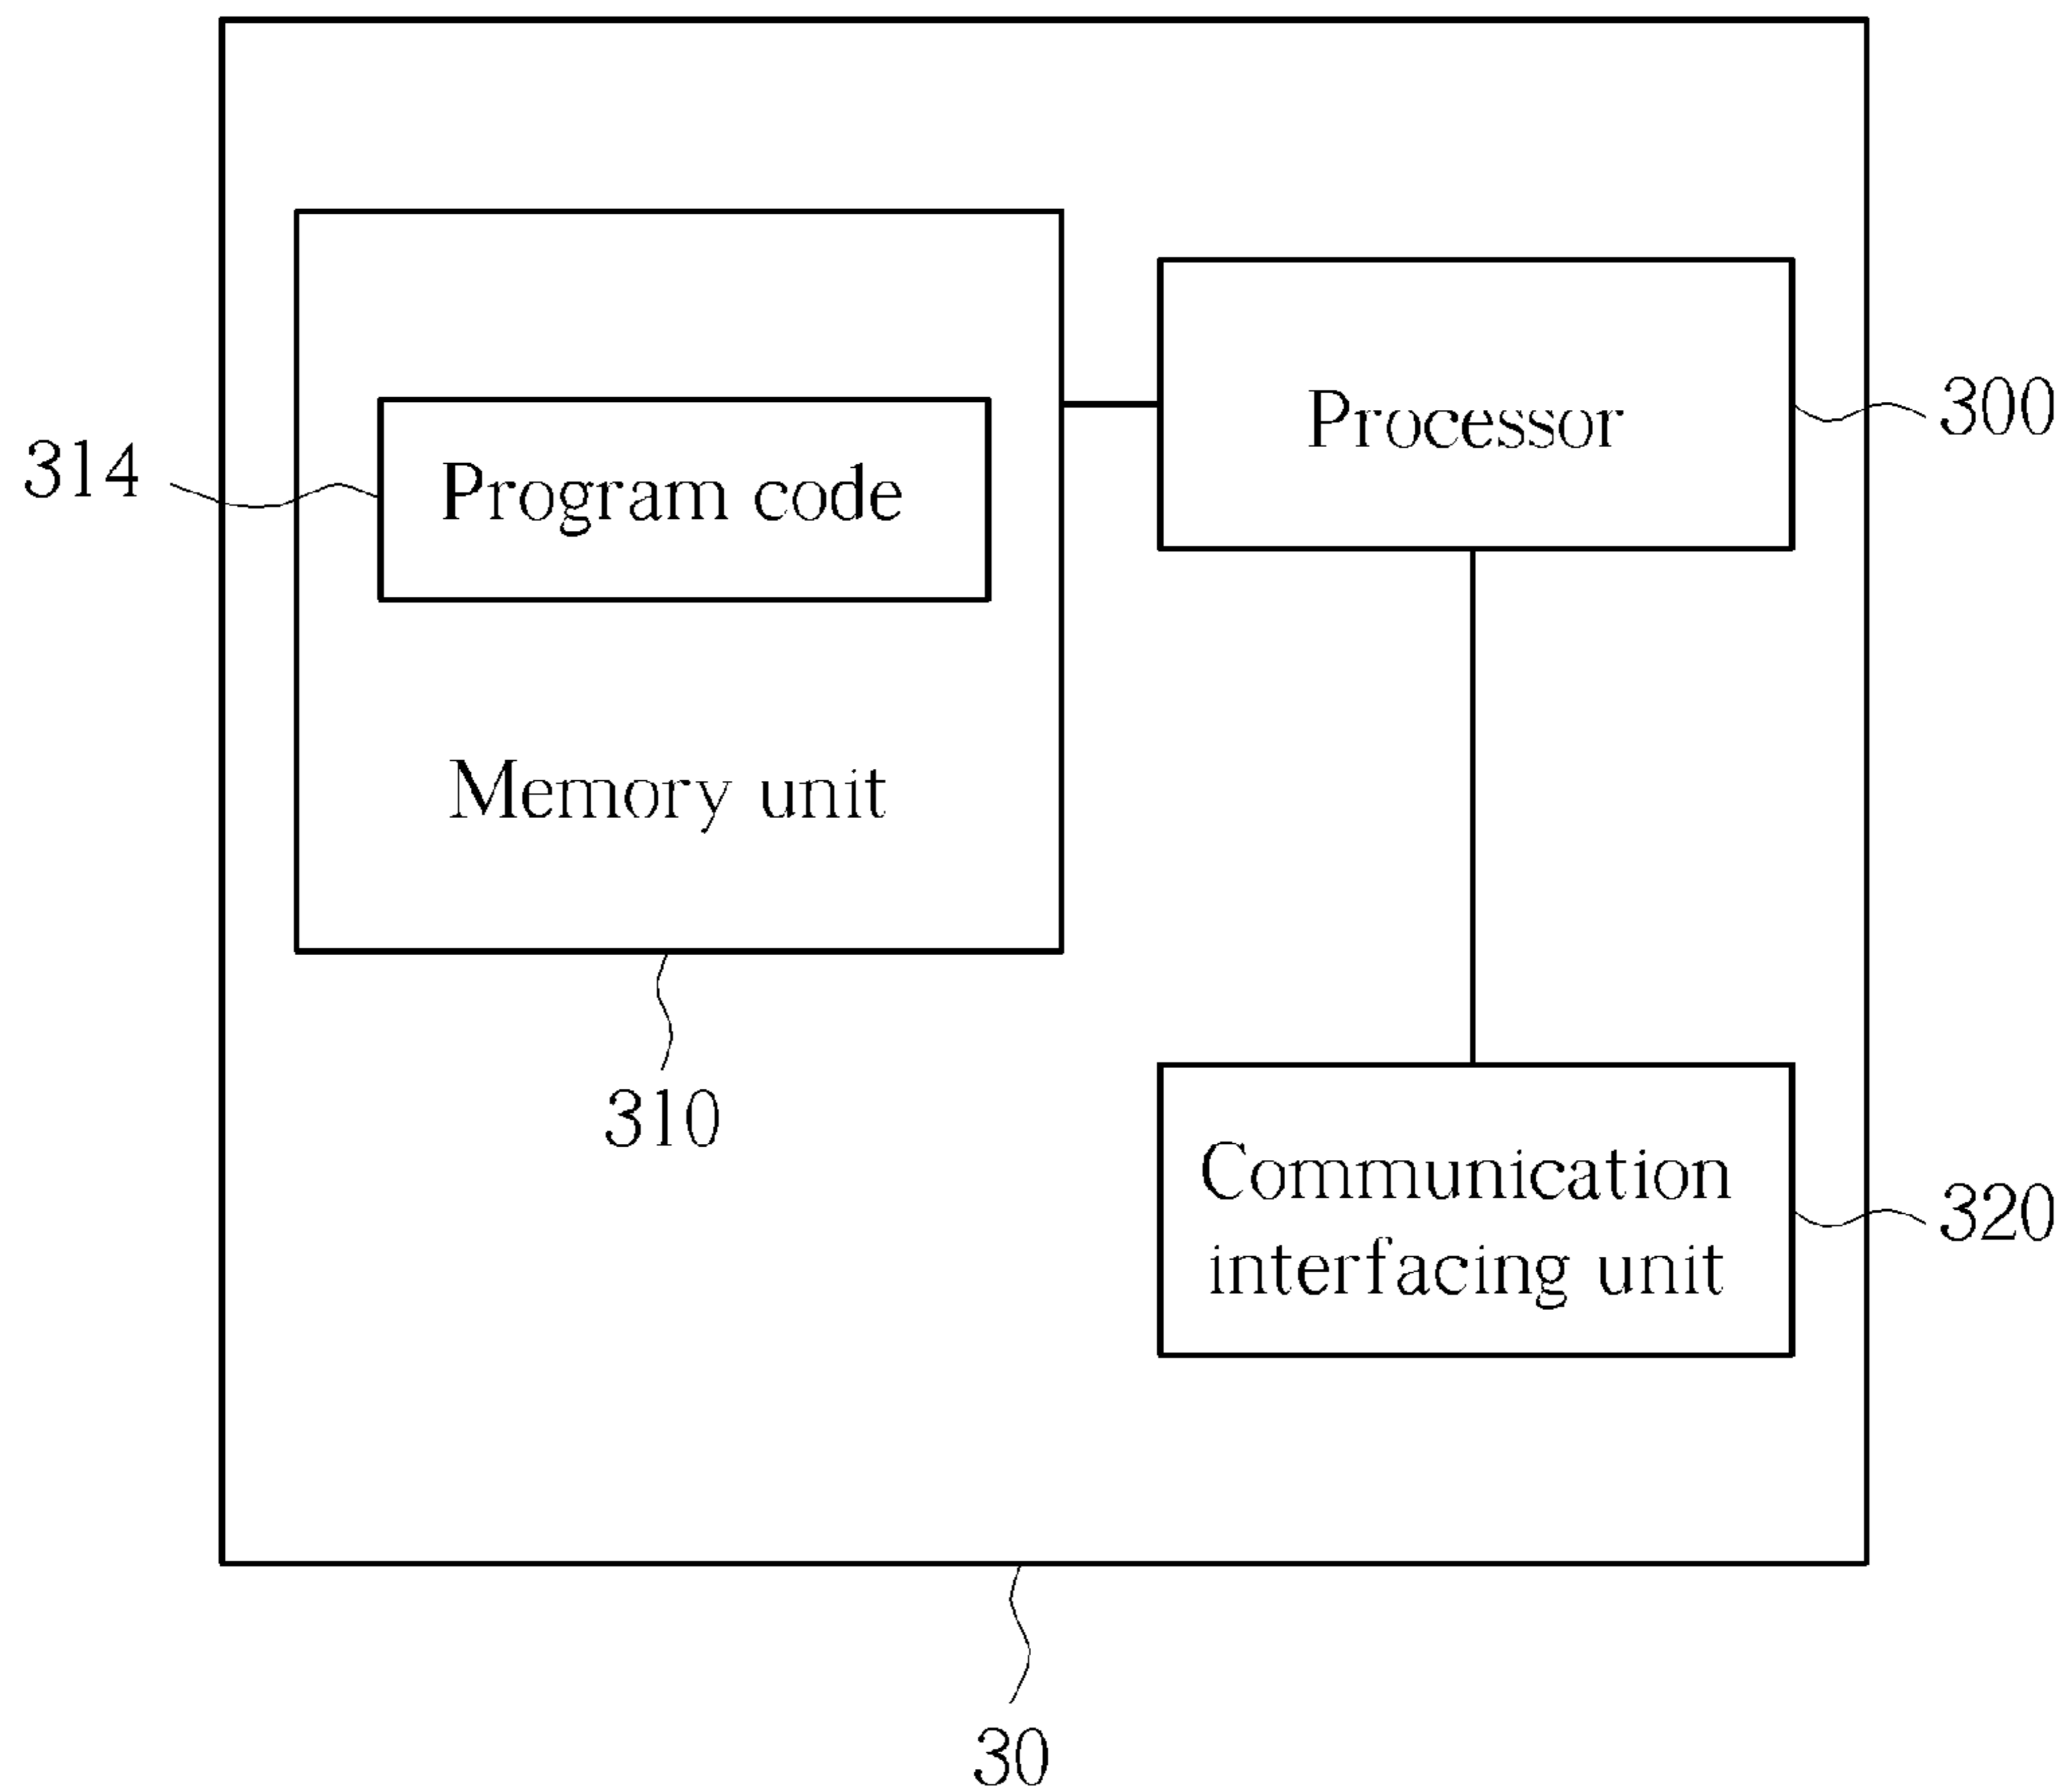 Processor
300
314
Program code
Memory unit
310
Communication
interfacing unit
320
30